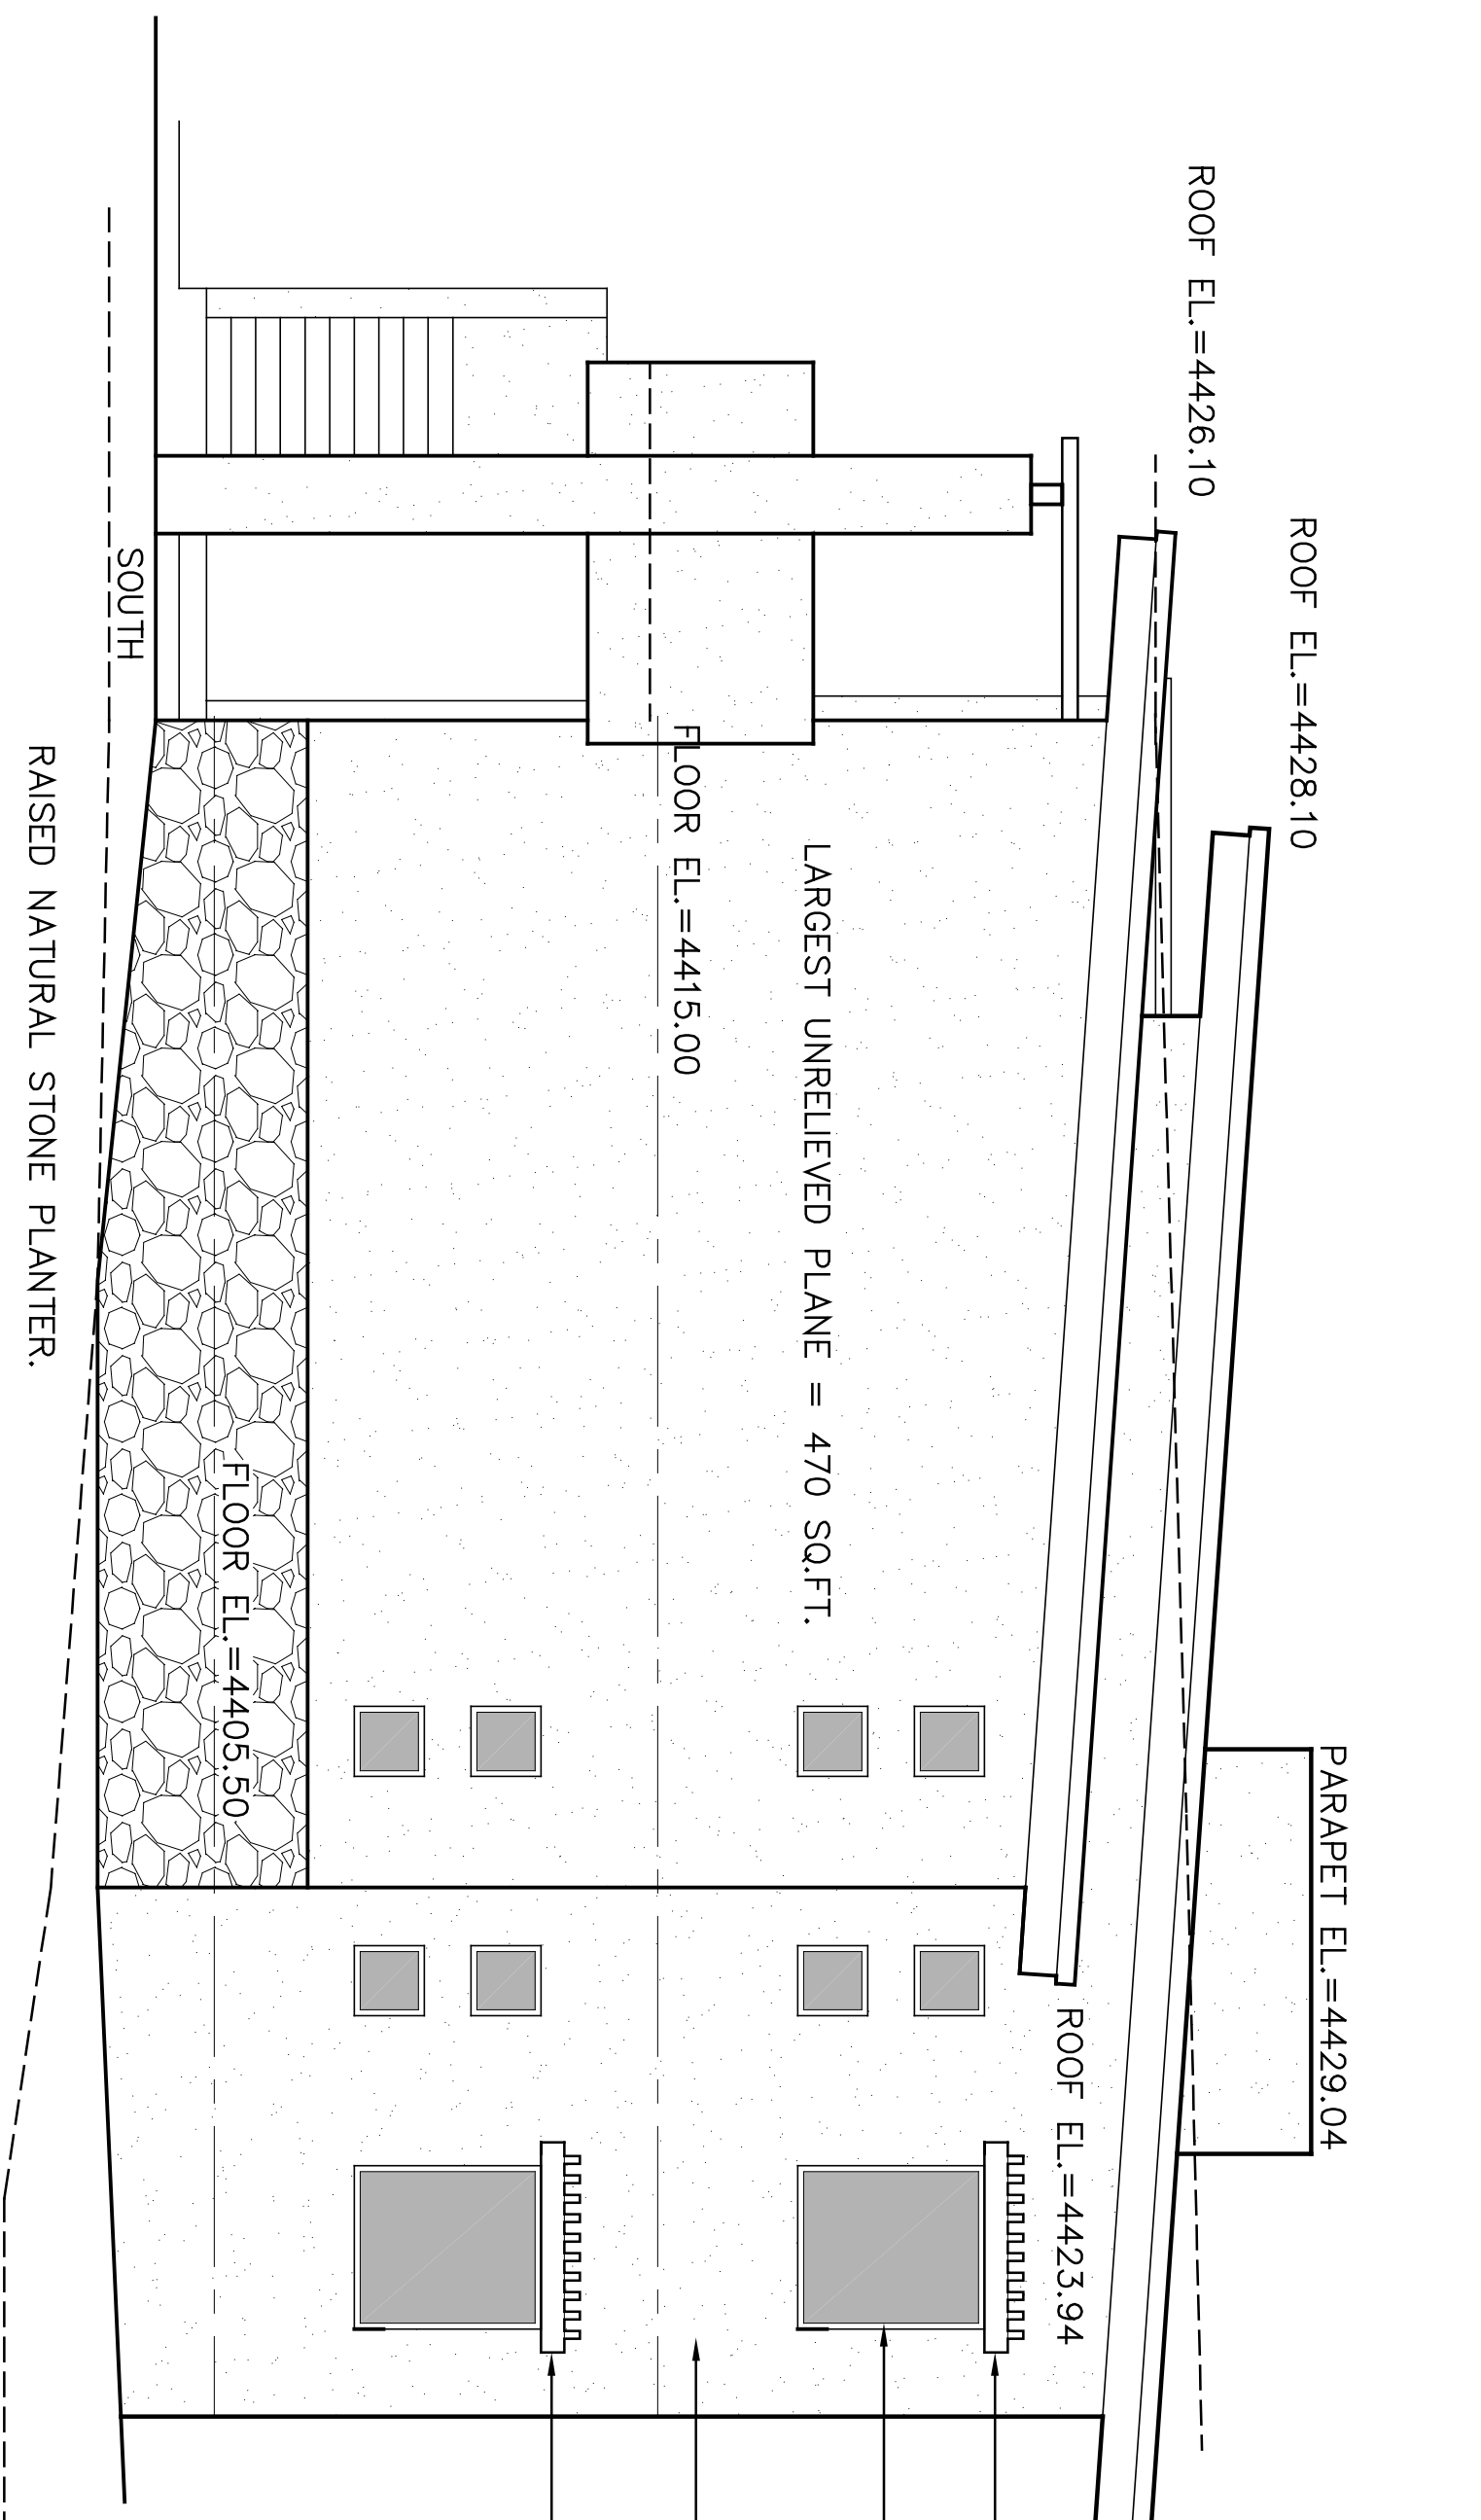 ROOF EL.=4428.10
ROOF EL.=4426.10
PARAPET EL.=4429.04
ROOF EL.=4423.94
LARGEST UNRELIEVED PLANE = 470 SQ.FT.
FLOOR EL.=4415.00
FLOOR EL.=4405.50
SOUTH
RAISED NATURAL STONE PLANTER.